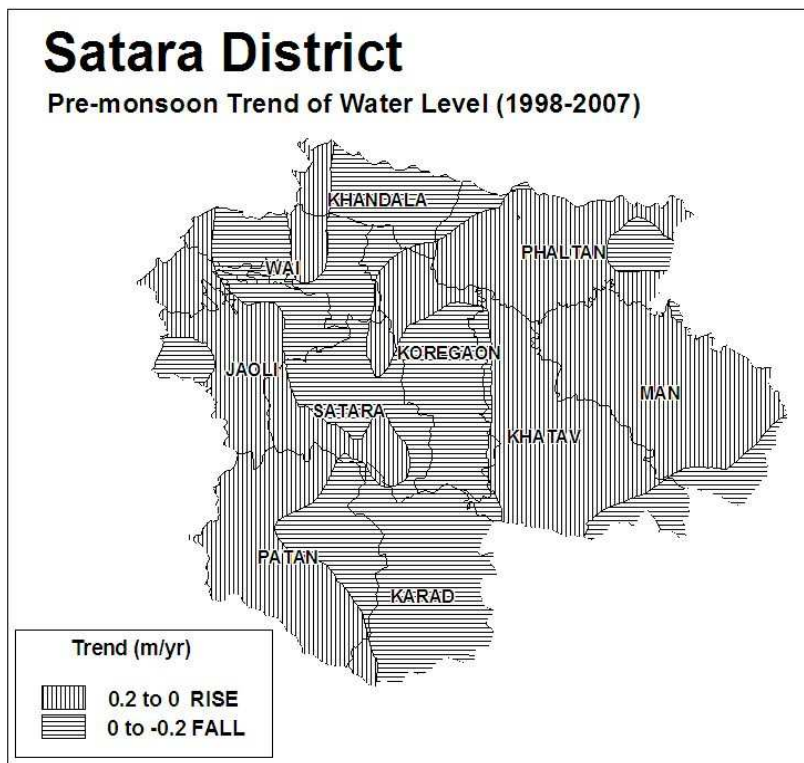 Satara District
Pre-monsoon Trend of Water Level (1998-2007)
KHANDALA
WAI
PHALTAN
KOREGAON
JAOLI
MAN
SATARA
KHATAV
PATAN
KARAD
Trend (m/yr)
0.2 to 0 RISE
0 to -0.2 FALL